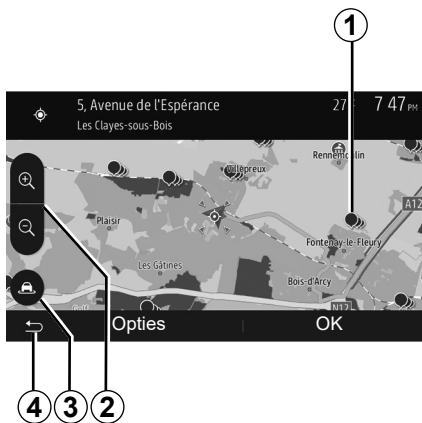 1
5, Avenue de l'Espérance
7 47 PM
Les Clayes-sous-Bois
Rennemoulin
Villepreux
A12
Plaisir
Fontenay-le-Fleury
Les Gâtines
Bois-d'Arcy
N12
Opties
OK
4
3
2